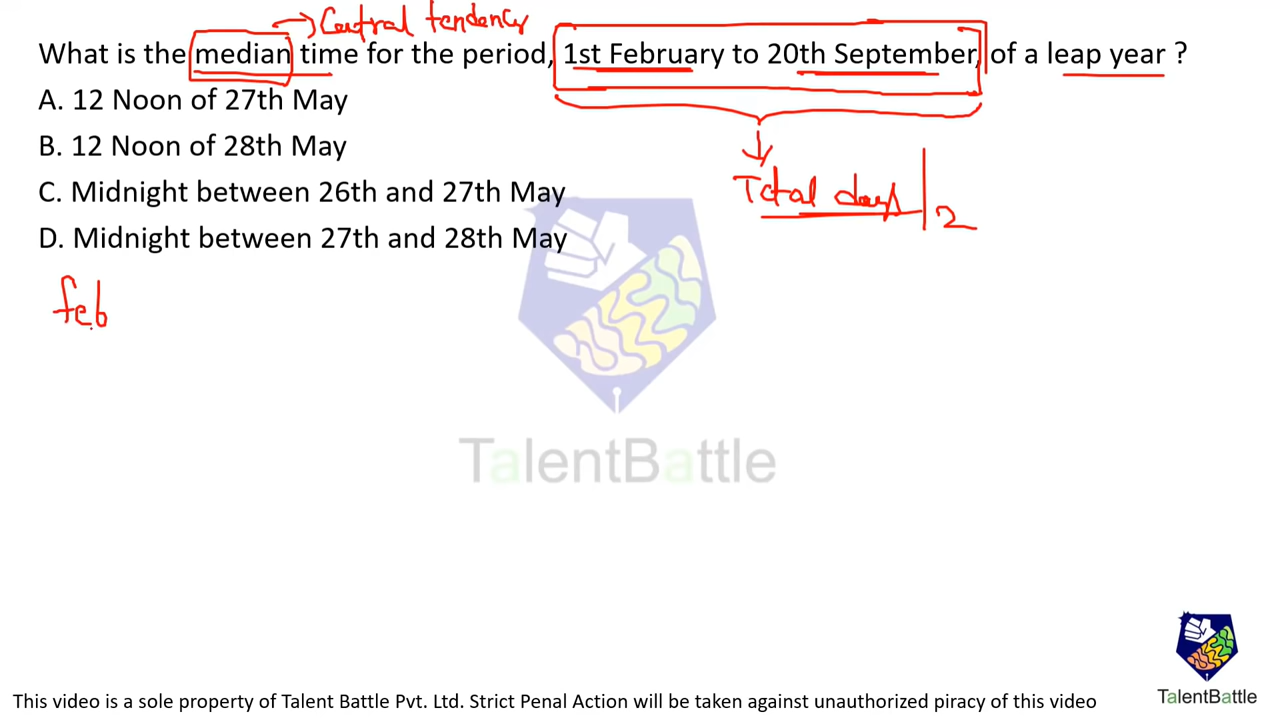 → Central tendency
What is the median time for the period, 1st February to 20th September, of a leap year ?
A. 12 Noon of 27th May
B. 12 Noon of 28th May
C. Midnight between 26th and 27th May
D. Midnight between 27th and 28th May
Total days | 2
feb
TalentBattle
TalentBattle
This video is a sole property of Talent Battle Pvt. Ltd. Strict Penal Action will be taken against unauthorized piracy of this video